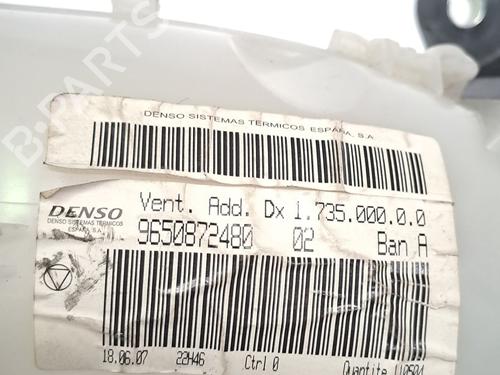 DENSO SISTEMAS TERMICOS ESPAÑA, S.A.
DENSO
DENSO SISTEMAS TERMICOS
ESPAÑA, S.A.
Vent. Add. Dx 1.735.000.0.0
9650872480 02 Ban A
18.06.07 22H46 Ctrl 0 Quantite
B-PARTS